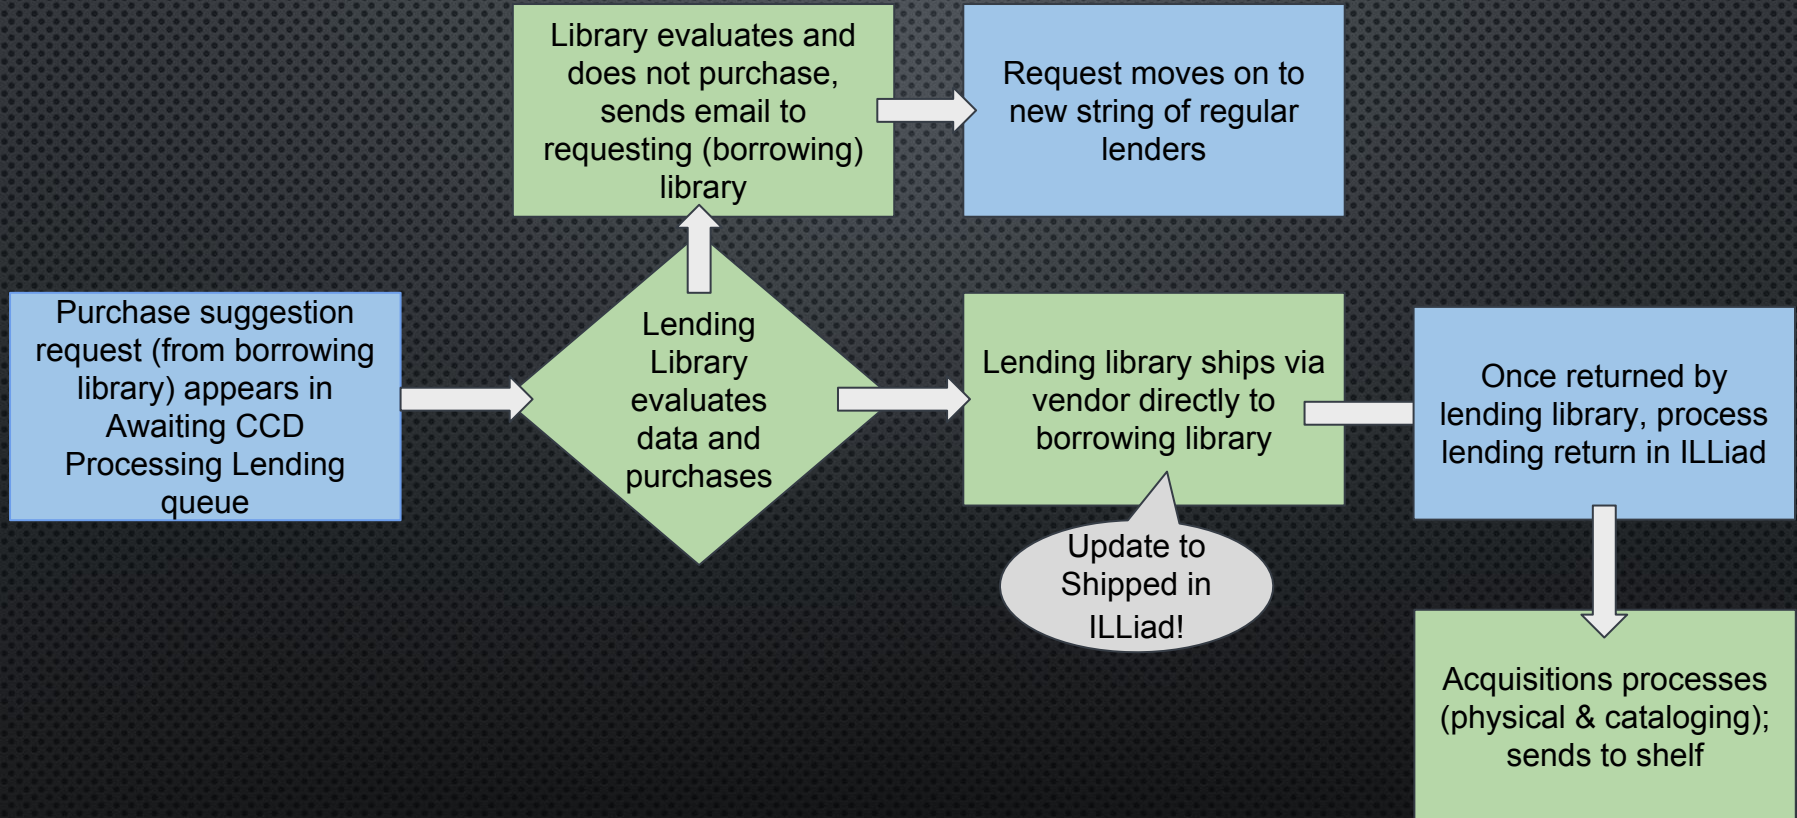 Library evaluates and
does not purchase,
sends email to
requesting (borrowing)
library
Request moves on to
new string of regular
lenders
Purchase suggestion
request (from borrowing
library) appears in
Awaiting CCD
Processing Lending
queue
Lending
Library
evaluates
data and
purchases
Lending library ships via
vendor directly to
borrowing library
Update to
Shipped in
ILLiad!
Once returned by
lending library, process
lending return in ILLiad
Acquisitions processes
(physical & cataloging);
sends to shelf